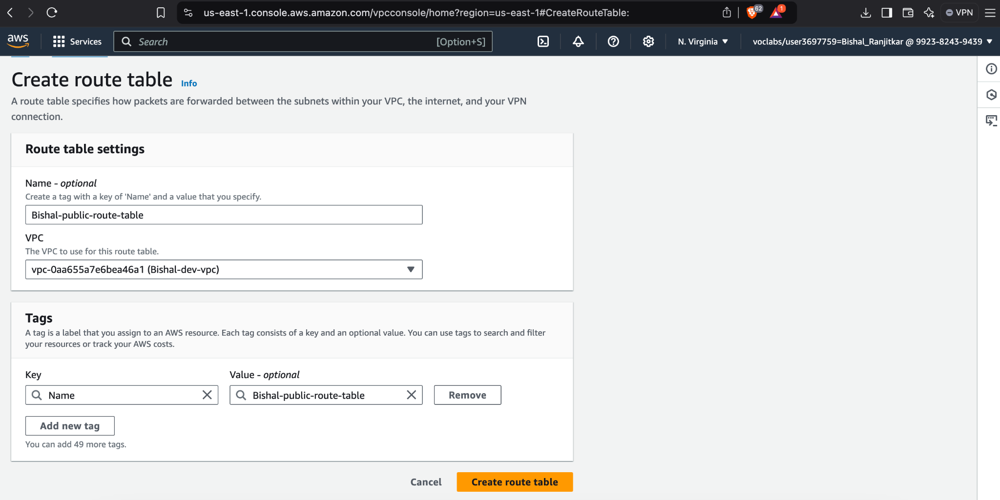 us-east-1.console.aws.amazon.com/vpcconsole/home?region=us-east-1#CreateRouteTable:
62
1
VPN
aws
Services
Search
[Option+S]
N. Virginia
voclabs/user3697759=Bishal_Ranjitkar @ 9923-8243-9439
Create route table Info
A route table specifies how packets are forwarded between the subnets within your VPC, the internet, and your VPN
connection.
Route table settings
Name - optional
Create a tag with a key of 'Name' and a value that you specify.
Bishal-public-route-table
VPC
The VPC to use for this route table.
vpc-0aa655a7e6bea46a1 (Bishal-dev-vpc)
Tags
A tag is a label that you assign to an AWS resource. Each tag consists of a key and an optional value. You can use tags to search and filter
your resources or track your AWS costs.
Key
Value - optional
Name
Bishal-public-route-table
Remove
Add new tag
You can add 49 more tags.
Cancel
Create route table